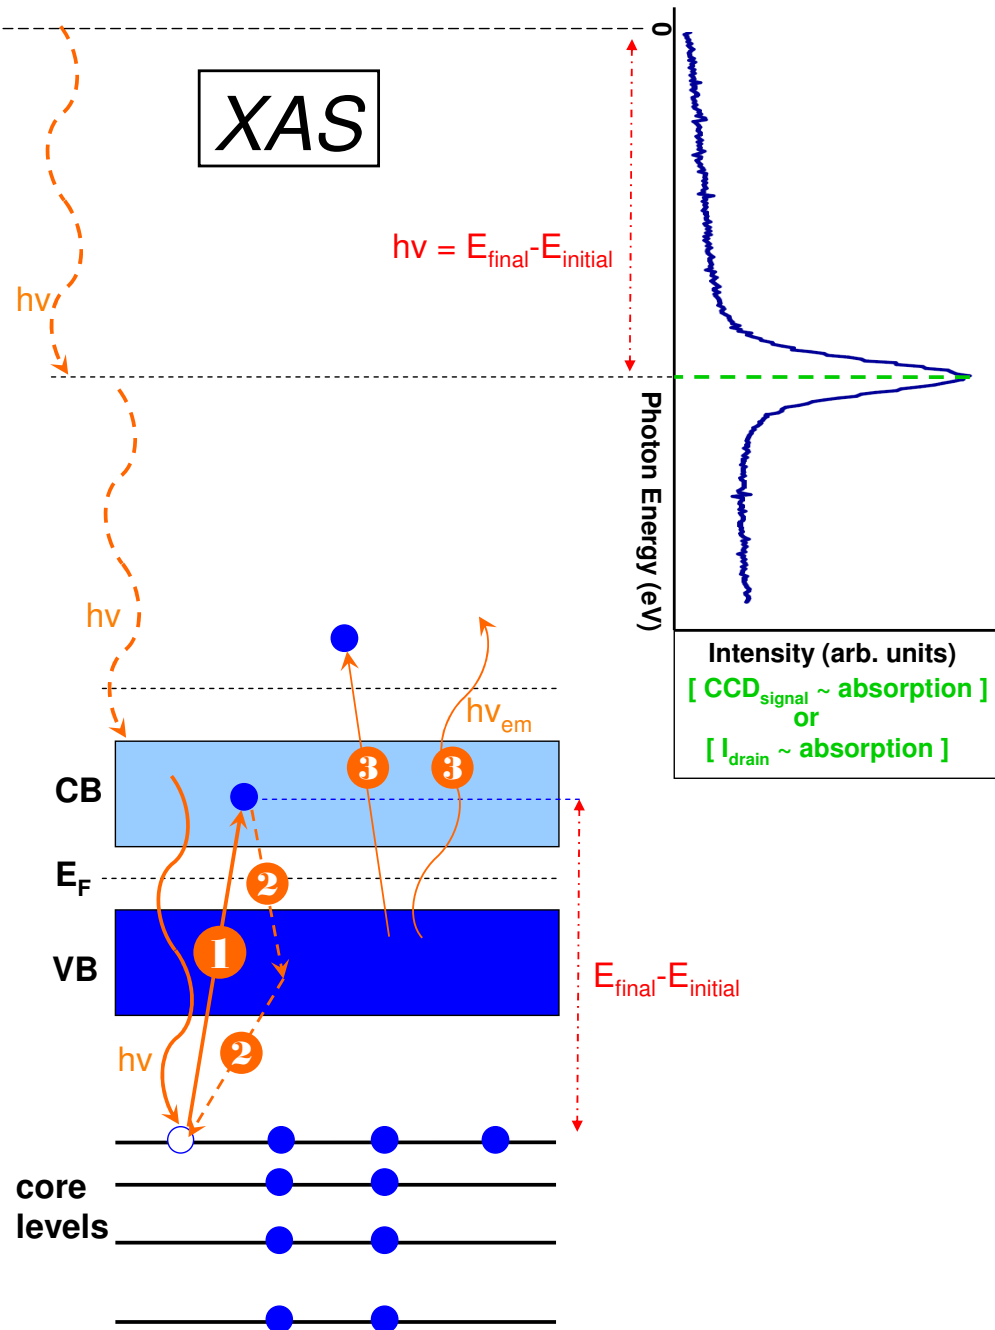 0
XAS
hν = E_final-E_initial
hν
Photon Energy (eV)
hν
Intensity (arb. units)
[ CCD_signal ~ absorption ]
or
[ I_drain ~ absorption ]
hν_em
3
3
CB
E_F
2
1
VB
E_final-E_initial
2
hν
core
levels